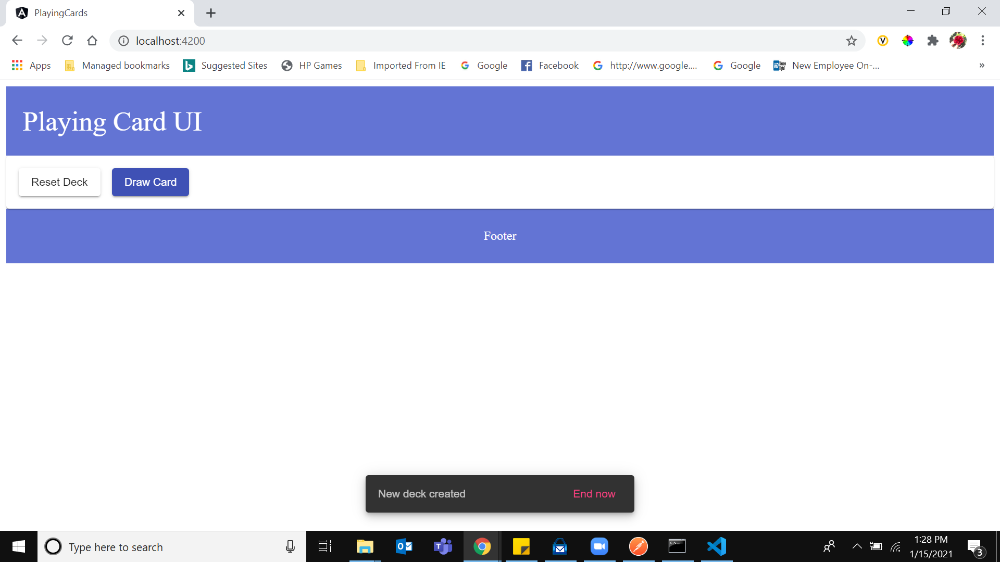 PlayingCards
localhost:4200
Apps Managed bookmarks Suggested Sites HP Games Imported From IE Google Facebook http://www.google.... Google New Employee On-... »
Playing Card UI
Reset Deck Draw Card
Footer
New deck created End now
Type here to search
1:28 PM
1/15/2021
3